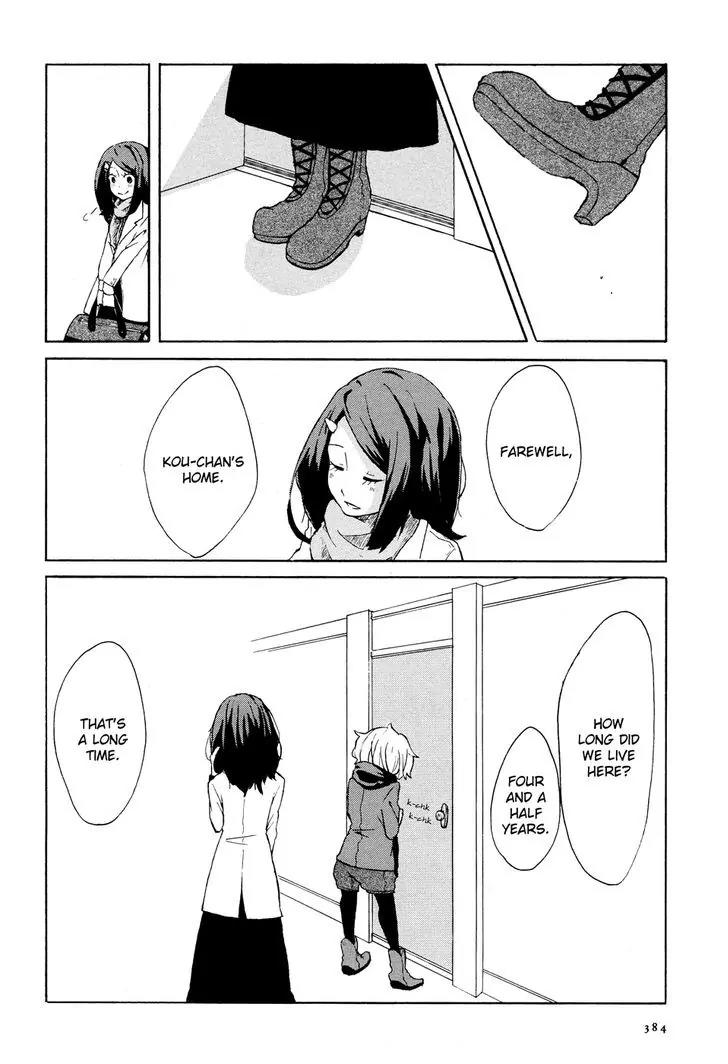 FAREWELL,
KOU-CHAN'S
HOME.
HOW
LONG DID
WE LIVE
HERE?
FOUR
AND A
HALF
YEARS.
k-chk
k-chk
THAT'S
A LONG
TIME.
384